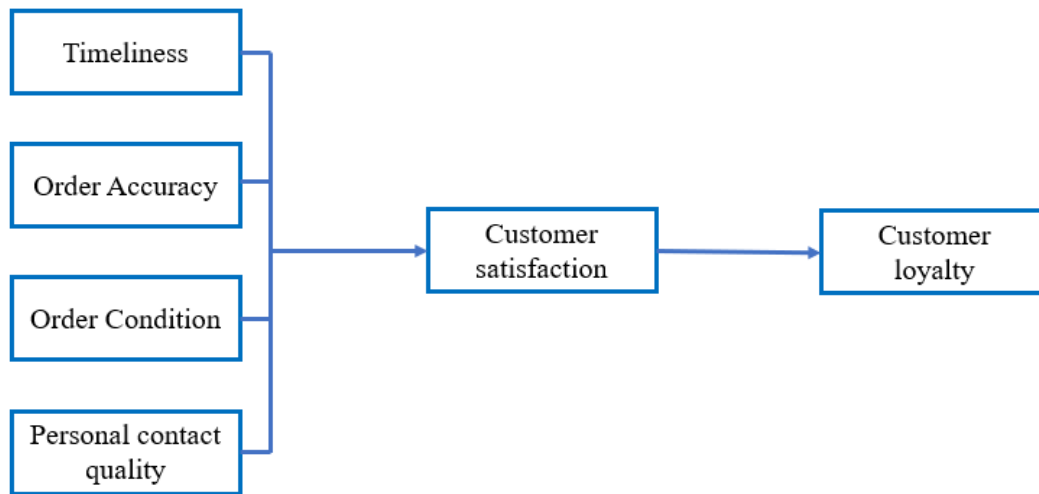 Timeliness
Order Accuracy
Order Condition
Personal contact
quality
Customer
satisfaction
Customer
loyalty